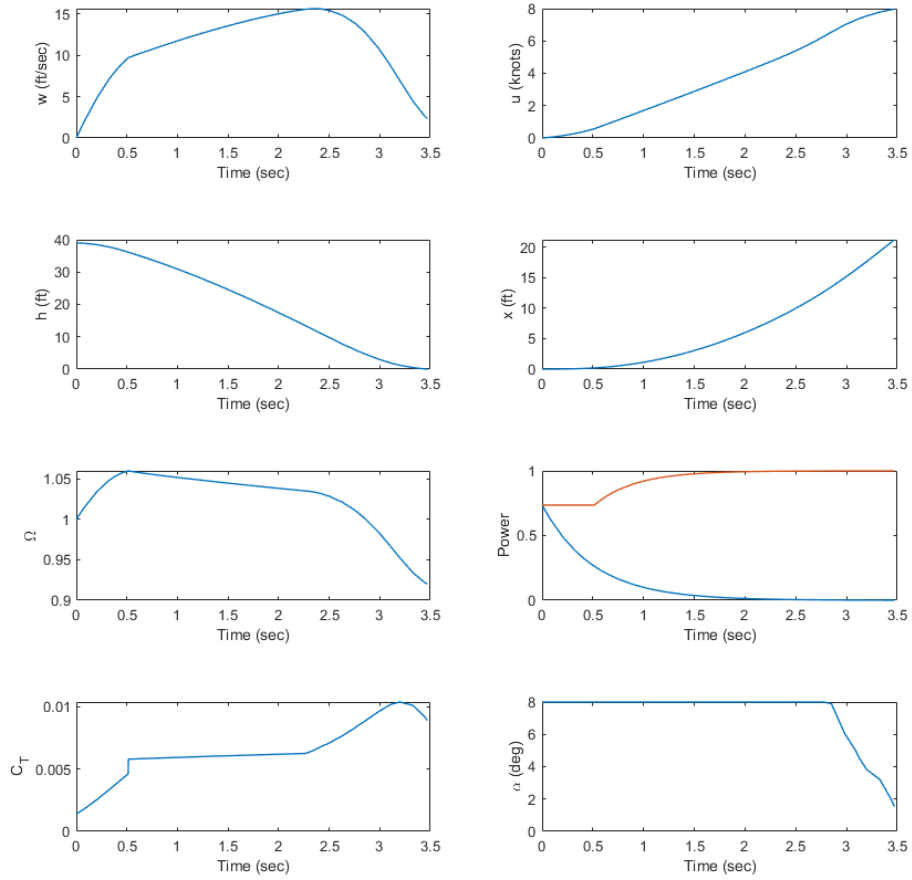 15
10
5
0
w (ft/sec)
0 0.5 1 1.5 2 2.5 3 3.5
Time (sec)
8
6
4
2
0
u (knots)
0 0.5 1 1.5 2 2.5 3 3.5
Time (sec)
40
30
20
10
0
h (ft)
0 0.5 1 1.5 2 2.5 3 3.5
Time (sec)
20
15
10
5
0
x (ft)
0 0.5 1 1.5 2 2.5 3 3.5
Time (sec)
1.05
1
0.95
0.9
Ω
0 0.5 1 1.5 2 2.5 3 3.5
Time (sec)
1
0.5
0
Power
0 0.5 1 1.5 2 2.5 3 3.5
Time (sec)
0.01
0.005
0
C_T
0 0.5 1 1.5 2 2.5 3 3.5
Time (sec)
8
6
4
2
0
α (deg)
0 0.5 1 1.5 2 2.5 3 3.5
Time (sec)